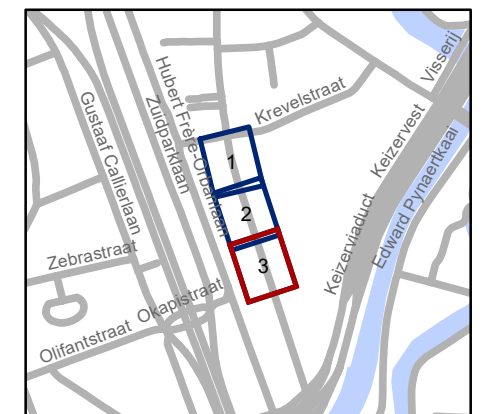 Visserij
Hubert Frère-Orbanlaan
Krevelstraat
Zuidparklaan
Gustaaf Callierlaan
Keizervest
Edward Pynaertkaai
1
2
3
Keizerviaduct
Zebrastraat
Okapistraat
Olifantstraat